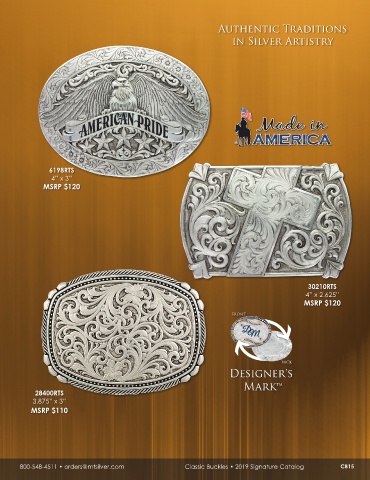 Authentic Traditions
in Silver Artistry
AMERICAN PRIDE
6198RTS
4" x 3"
MSRP $120
Made in
AMERICA
30210RTS
4" x 2.625"
MSRP $120
FRONT
BACK
Designer's
Mark™
28400RTS
3.875" x 3"
MSRP $110
800-548-4511 • orders@mtsilver.com
Classic Buckles • 2019 Signature Catalog
CB15